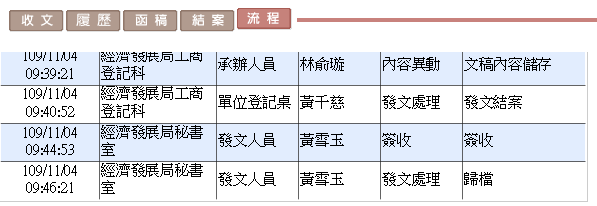 收文 履歷 函稿 結案 流程
109/11/04 經濟發展局工商
09:39:21 登記科 承辦人員 林俞璇 內容異動 文稿內容儲存
109/11/04 經濟發展局工商
09:40:52 登記科 單位登記桌 黃千慈 發文處理 發文結案
109/11/04 經濟發展局秘書
09:44:53 室 發文人員 黃雪玉 簽收 簽收
109/11/04 經濟發展局秘書
09:46:21 室 發文人員 黃雪玉 發文處理 歸檔